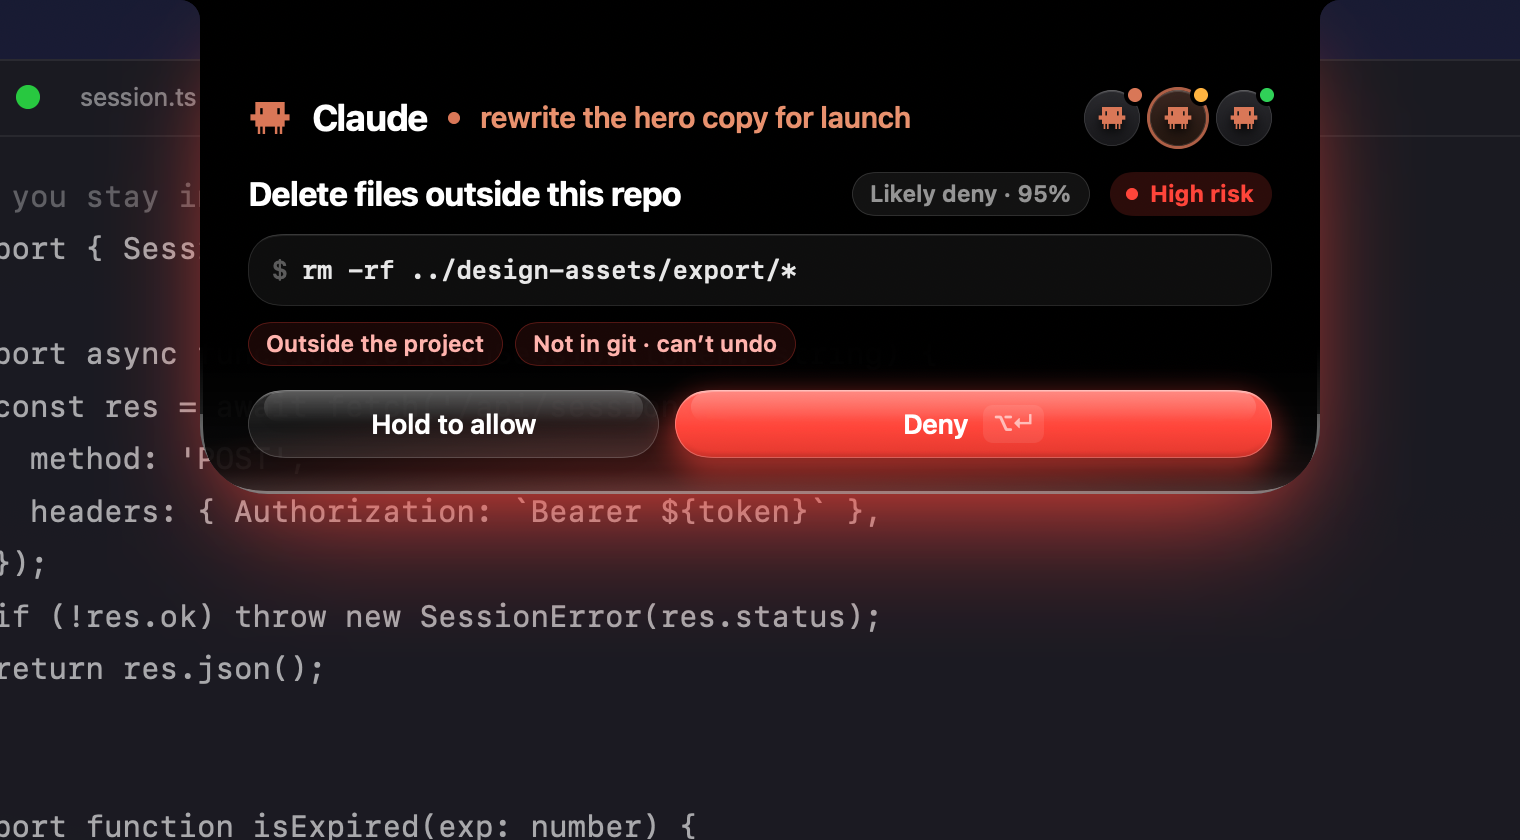 session.ts
Claude • rewrite the hero copy for launch
Delete files outside this repo
Likely deny · 95%
• High risk
$ rm -rf ../design-assets/export/*
Outside the project
Not in git · can’t undo
Hold to allow
Deny ⌥↵
you stay
port { Sess
port async
const res = await
method: 'POST',
headers: { Authorization: `Bearer ${token}` },
});
if (!res.ok) throw new SessionError(res.status);
return res.json();
port function isExpired(exp: number) {